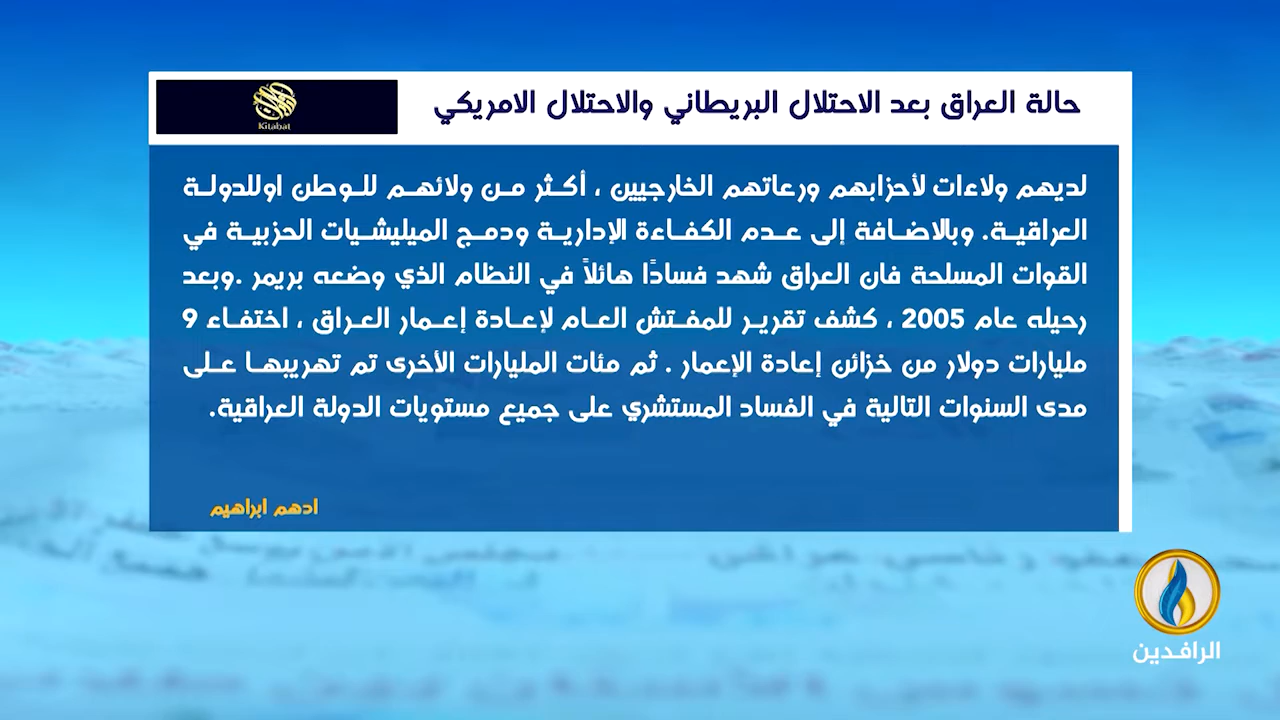 حالة العراق بعد الاحتلال البريطاني والاحتلال الامريكي
Kitabat
لديهم ولاءات لأحزابهم ورعاتهم الخارجيين ، أكثر من ولائهم للوطن اوللدولة
العراقية. وبالاضافة إلى عدم الكفاءة الإدارية ودمج الميليشيات الحزبية في
القوات المسلحة فان العراق شهد فسادًا هائلاً في النظام الذي وضعه بريمر .وبعد
رحيله عام 2005 ، كشف تقرير للمفتش العام لإعادة إعمار العراق ، اختفاء 9
مليارات دولار من خزائن إعادة الإعمار . ثم مئات المليارات الأخرى تم تهريبها على
مدى السنوات التالية في الفساد المستشري على جميع مستويات الدولة العراقية.
ادهم ابراهيم
الرافدين